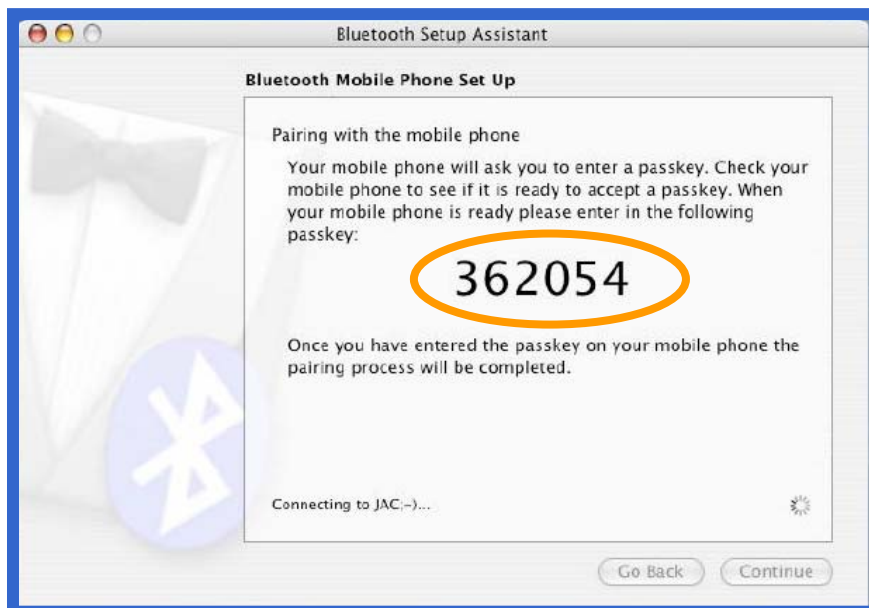 Bluetooth Setup Assistant
Bluetooth Mobile Phone Set Up
Pairing with the mobile phone
Your mobile phone will ask you to enter a passkey. Check your
mobile phone to see if it is ready to accept a passkey. When
your mobile phone is ready please enter in the following
passkey:
362054
Once you have entered the passkey on your mobile phone the
pairing process will be completed.
Connecting to JAC;-)...
Go Back
Continue